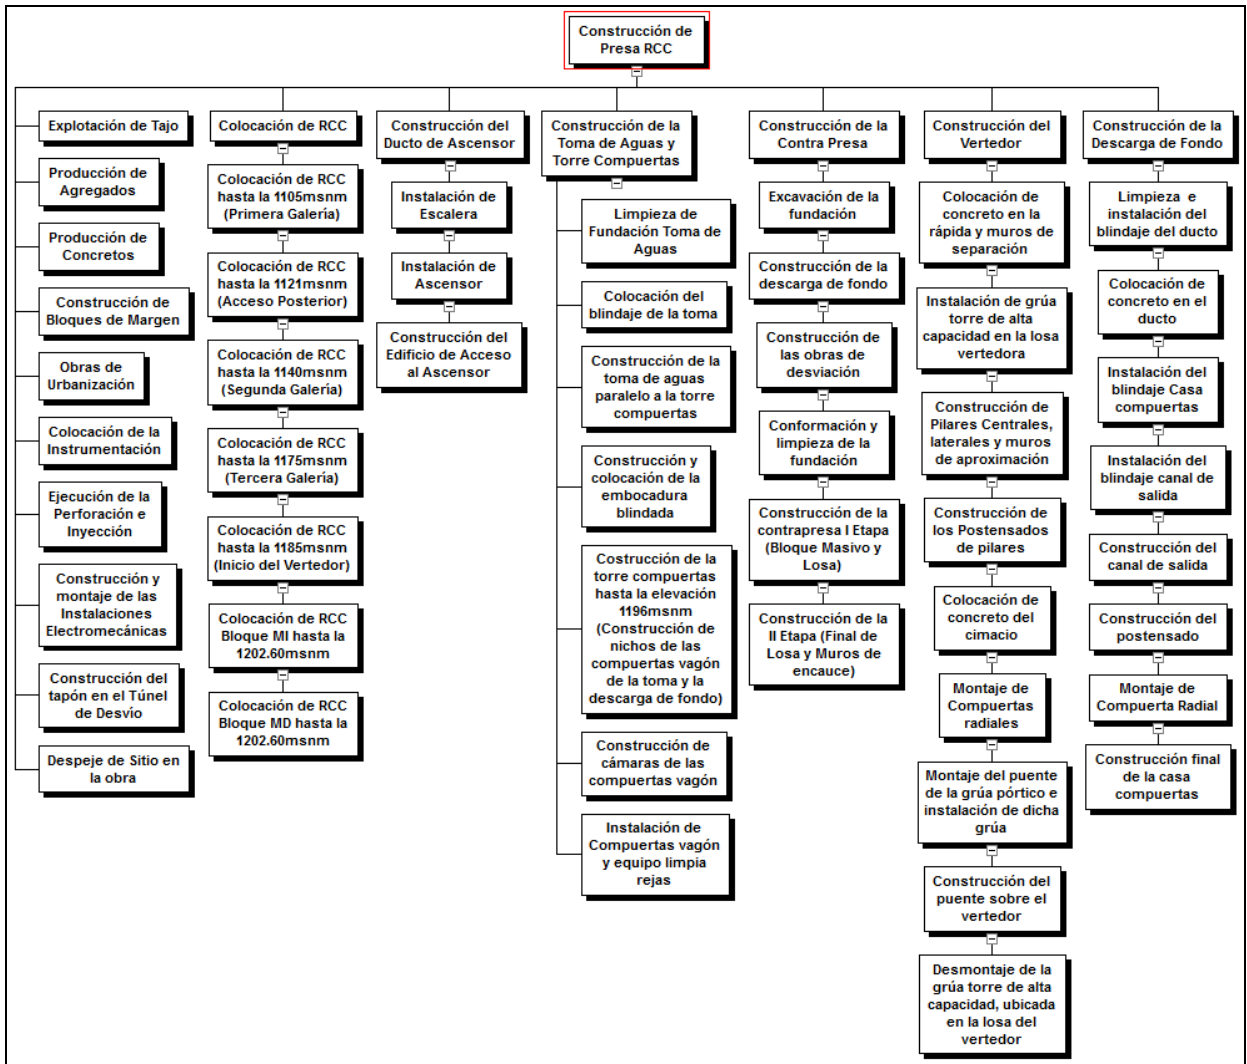 Construcción de
Presa RCC
Explotación de Tajo
Producción de
Agregados
Producción de
Concretos
Construcción de
Bloques de Margen
Obras de
Urbanización
Colocación de la
Instrumentación
Ejecución de la
Perforación e
Inyección
Construcción y
montaje de las
Instalaciones
Electromecánicas
Construcción del
tapón en el Túnel
de Desvío
Despeje de Sitio en
la obra
Colocación de RCC
Colocación de RCC
hasta la 1105msnm
(Primera Galería)
Colocación de RCC
hasta la 1121msnm
(Acceso Posterior)
Colocación de RCC
hasta la 1140msnm
(Segunda Galería)
Colocación de RCC
hasta la 1175msnm
(Tercera Galería)
Colocación de RCC
hasta la 1185msnm
(Inicio del Vertedor)
Colocación de RCC
Bloque MI hasta la
1202.60msnm
Colocación de RCC
Bloque MD hasta la
1202.60msnm
Construcción del
Ducto de Ascensor
Instalación de
Escalera
Instalación de
Ascensor
Construcción del
Edificio de Acceso
al Ascensor
Construcción de la
Toma de Aguas y
Torre Compuertas
Limpieza de
Fundación Toma de
Aguas
Colocación del
blindaje de la toma
Construcción de la
toma de aguas
paralelo a la torre
compuertas
Construcción y
colocación de la
embocadura
blindada
Costrucción de la
torre compuertas
hasta la elevación
1196msnm
(Construcción de
nichos de las
compuertas vagón
de la toma y la
descarga de fondo)
Construcción de
cámaras de las
compuertas vagón
Instalación de
Compuertas vagón
y equipo limpia
rejas
Construcción de la
Contra Presa
Excavación de la
fundación
Construcción de la
descarga de fondo
Construcción de
las obras de
desviación
Conformación y
limpieza de la
fundación
Construcción de la
contrapresa I Etapa
(Bloque Masivo y
Losa)
Construcción de la
II Etapa (Final de
Losa y Muros de
encauce)
Construcción del
Vertedor
Colocación de
concreto en la
rápida y muros de
separación
Instalación de grúa
torre de alta
capacidad en la losa
vertedora
Construcción de
Pilares Centrales,
laterales y muros
de aproximación
Construcción de
los Postensados
de pilares
Colocación de
concreto del
cimacio
Montaje de
Compuertas
radiales
Montaje del puente
de la grúa pórtico e
instalación de dicha
grúa
Construcción del
puente sobre el
vertedor
Desmontaje de la
grúa torre de alta
capacidad, ubicada
en la losa del
vertedor
Construcción de la
Descarga de Fondo
Limpieza e
instalación del
blindaje del ducto
Colocación de
concreto en el
ducto
Instalación del
blindaje Casa
compuertas
Instalación del
blindaje canal de
salida
Construcción del
canal de salida
Construcción del
postensado
Montaje de
Compuerta Radial
Construcción final
de la casa
compuertas